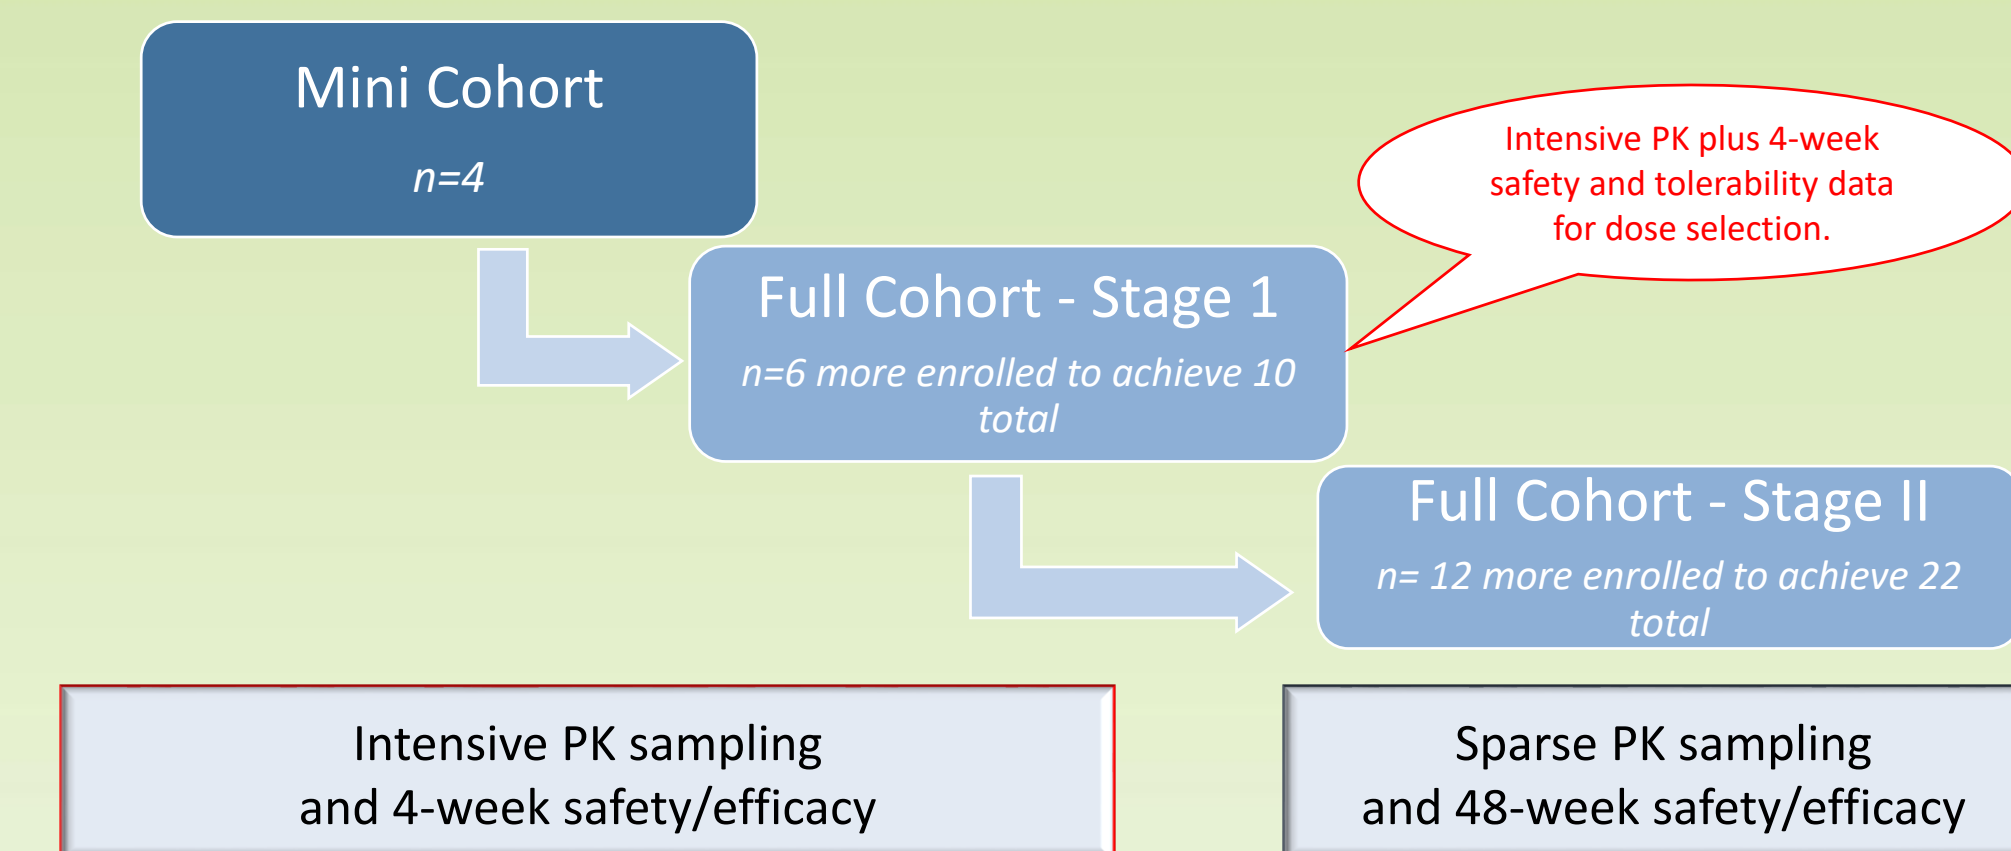 Mini Cohort
n=4
Intensive PK plus 4-week
safety and tolerability data
for dose selection.
Full Cohort - Stage 1
n=6 more enrolled to achieve 10
total
Full Cohort - Stage II
n= 12 more enrolled to achieve 22
total
Intensive PK sampling
and 4-week safety/efficacy
Sparse PK sampling
and 48-week safety/efficacy